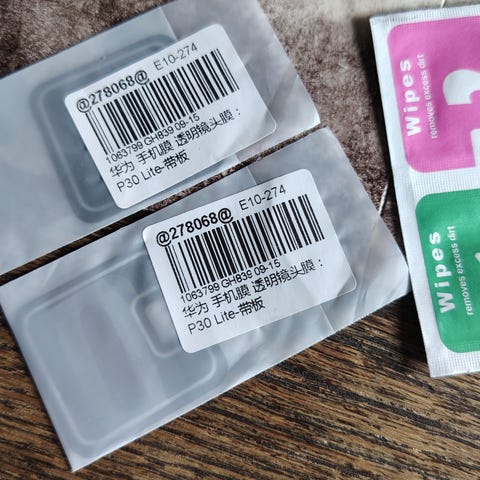 @278068@ E10-274
1063799 GH839 09-15
华为 手机膜 透明镜头膜：
P30 Lite-带板
@278068@ E10-274
1063799 GH839 09-15
华为 手机膜 透明镜头膜：
P30 Lite-带板
Wipes
removes excess dirt
2
Wipes
removes excess dirt